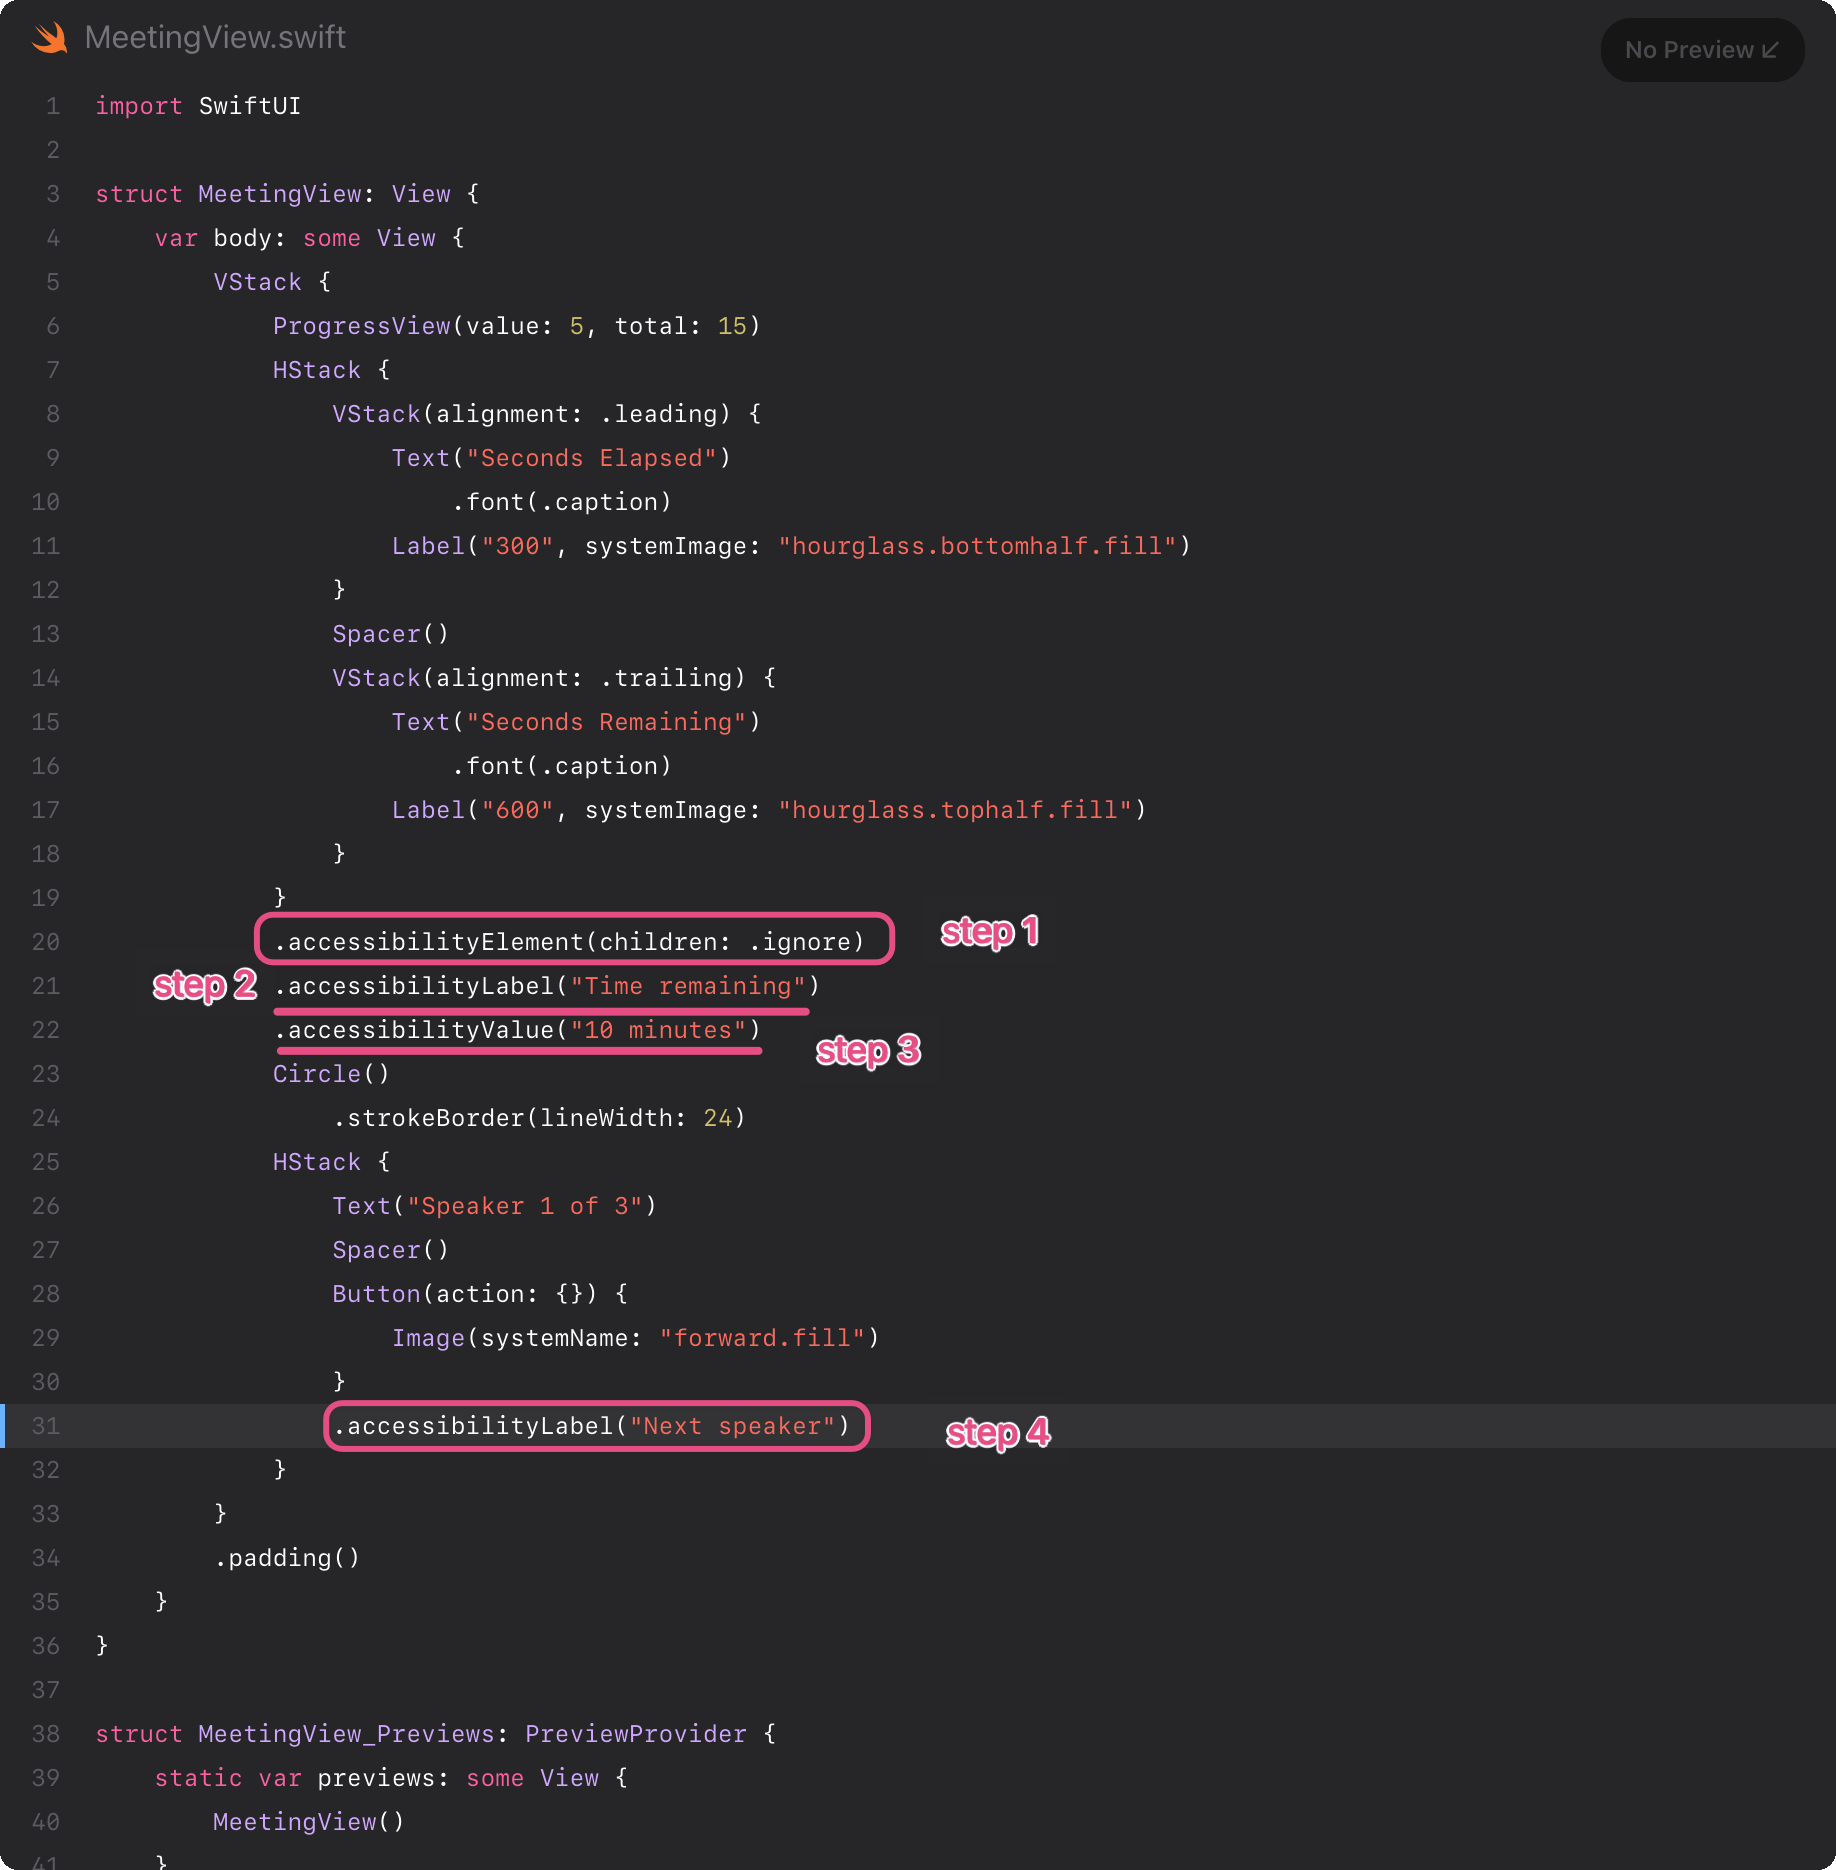 MeetingView.swift
No Preview
1 import SwiftUI
2
3 struct MeetingView: View {
4 var body: some View {
5 VStack {
6 ProgressView(value: 5, total: 15)
7 HStack {
8 VStack(alignment: .leading) {
9 Text("Seconds Elapsed")
10 .font(.caption)
11 Label("300", systemImage: "hourglass.bottomhalf.fill")
12 }
13 Spacer()
14 VStack(alignment: .trailing) {
15 Text("Seconds Remaining")
16 .font(.caption)
17 Label("600", systemImage: "hourglass.tophalf.fill")
18 }
19 }
20 .accessibilityElement(children: .ignore) step 1
21 step 2 .accessibilityLabel("Time remaining")
22 .accessibilityValue("10 minutes") step 3
23 Circle()
24 .strokeBorder(lineWidth: 24)
25 HStack {
26 Text("Speaker 1 of 3")
27 Spacer()
28 Button(action: {}) {
29 Image(systemName: "forward.fill")
30 }
31 .accessibilityLabel("Next speaker") step 4
32 }
33 }
34 .padding()
35 }
36 }
37
38 struct MeetingView_Previews: PreviewProvider {
39 static var previews: some View {
40 MeetingView()
41 }